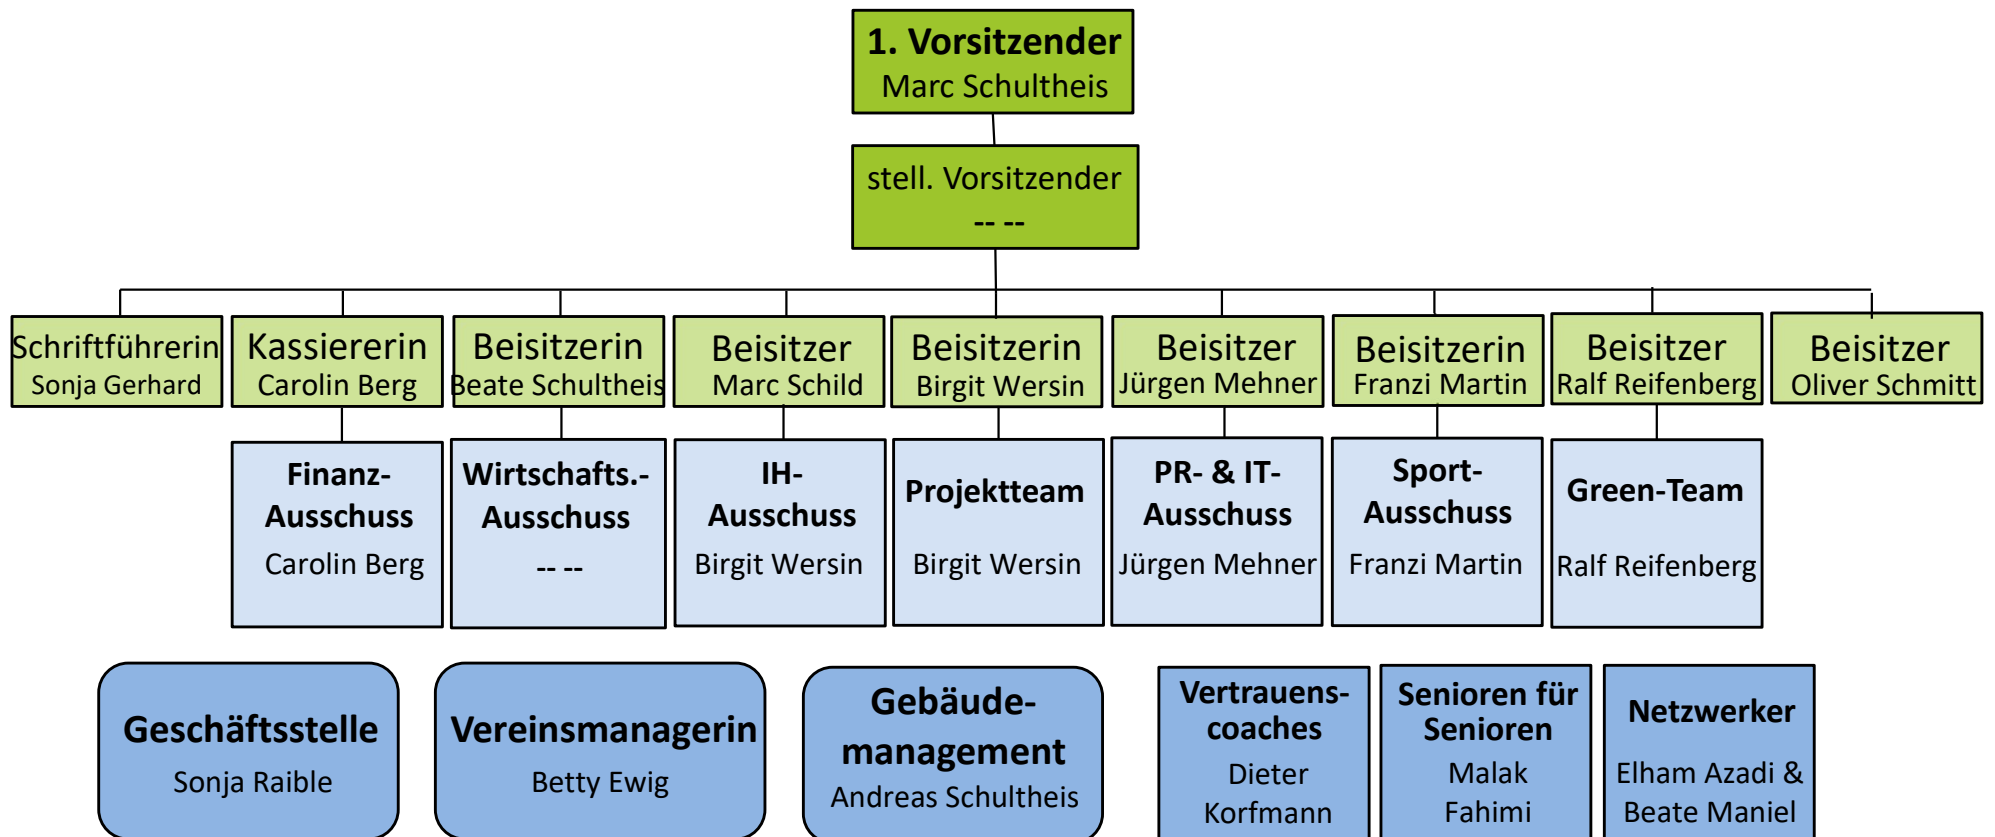 1. Vorsitzender
Marc Schultheis
stell. Vorsitzender
-- --
Schriftführerin
Sonja Gerhard
Kassiererin
Carolin Berg
Beisitzerin
Beate Schultheis
Beisitzer
Marc Schild
Beisitzerin
Birgit Wersin
Beisitzer
Jürgen Mehner
Beisitzerin
Franzi Martin
Beisitzer
Ralf Reifenberg
Beisitzer
Oliver Schmitt
Finanz-
Ausschuss
Carolin Berg
Wirtschafts.-
Ausschuss
-- --
IH-
Ausschuss
Birgit Wersin
Projektteam
Birgit Wersin
PR- & IT-
Ausschuss
Jürgen Mehner
Sport-
Ausschuss
Franzi Martin
Green-Team
Ralf Reifenberg
Geschäftsstelle
Sonja Raible
Vereinsmanagerin
Betty Ewig
Gebäude-
management
Andreas Schultheis
Vertrauens-
coaches
Dieter
Korfmann
Senioren für
Senioren
Malak
Fahimi
Netzwerker
Elham Azadi &
Beate Maniel